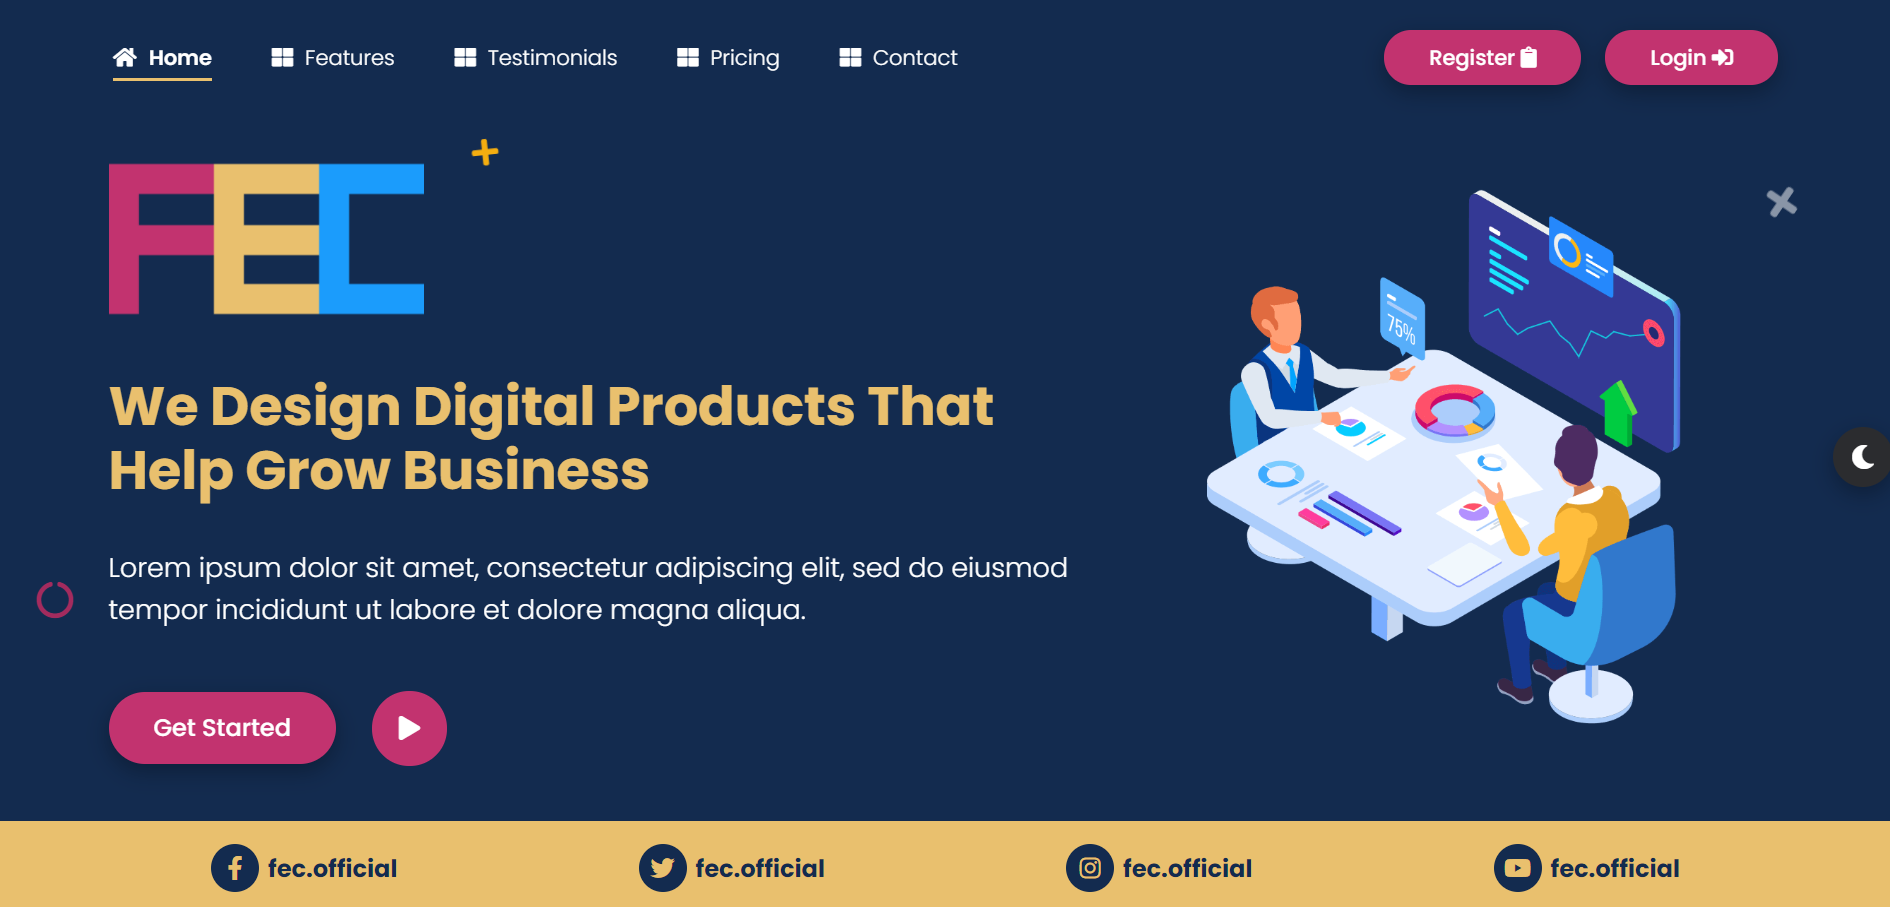 Home
Features
Testimonials
Pricing
Contact
Register
Login
FEC
We Design Digital Products That
Help Grow Business
75%
Lorem ipsum dolor sit amet, consectetur adipiscing elit, sed do eiusmod
tempor incididunt ut labore et dolore magna aliqua.
Get Started
fec.official
fec.official
fec.official
fec.official